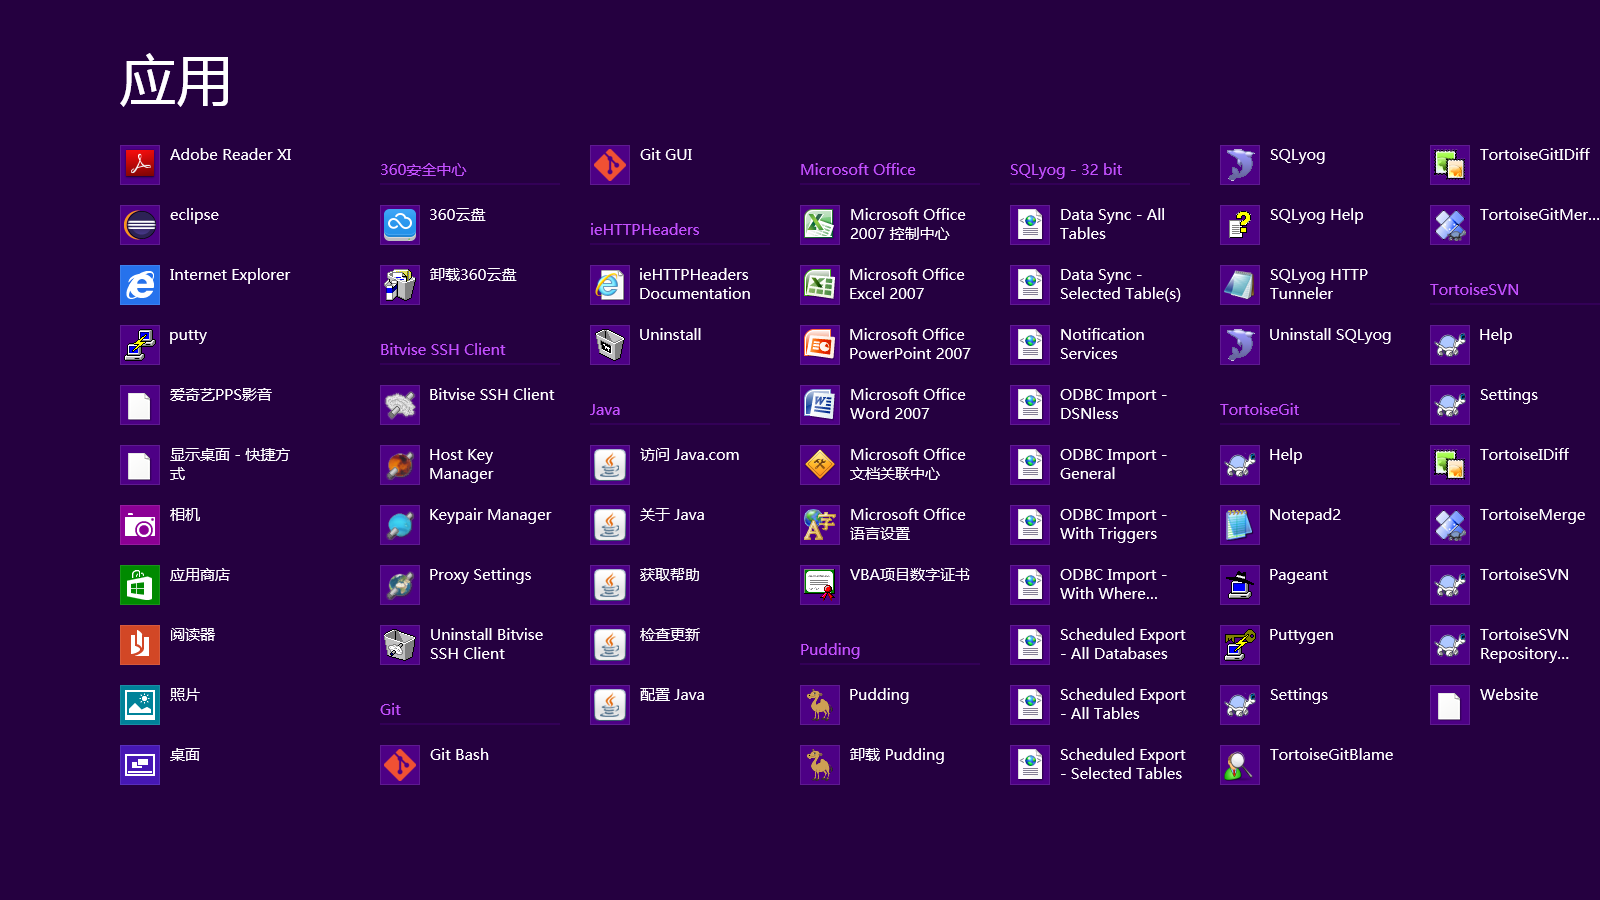 应用
Adobe Reader XI
eclipse
Internet Explorer
putty
爱奇艺PPS影音
显示桌面 - 快捷方
式
相机
应用商店
阅读器
照片
桌面
360安全中心
360云盘
卸载360云盘
Bitvise SSH Client
Bitvise SSH Client
Host Key
Manager
Keypair Manager
Proxy Settings
Uninstall Bitvise
SSH Client
Git
Git Bash
Git GUI
ieHTTPHeaders
ieHTTPHeaders
Documentation
Uninstall
Java
访问 Java.com
关于 Java
获取帮助
检查更新
配置 Java
Microsoft Office
Microsoft Office
2007 控制中心
Microsoft Office
Excel 2007
Microsoft Office
PowerPoint 2007
Microsoft Office
Word 2007
Microsoft Office
文档关联中心
Microsoft Office
语言设置
VBA项目数字证书
Pudding
Pudding
卸载 Pudding
SQLyog - 32 bit
Data Sync - All
Tables
Data Sync -
Selected Table(s)
Notification
Services
ODBC Import -
DSNless
ODBC Import -
General
ODBC Import -
With Triggers
ODBC Import -
With Where...
Scheduled Export
- All Databases
Scheduled Export
- All Tables
Scheduled Export
- Selected Tables
SQLyog
SQLyog Help
SQLyog HTTP
Tunneler
Uninstall SQLyog
TortoiseGit
Help
Notepad2
Pageant
Puttygen
Settings
TortoiseGitBlame
TortoiseGitIDiff
TortoiseGitMer...
TortoiseSVN
Help
Settings
TortoiseIDiff
TortoiseMerge
TortoiseSVN
TortoiseSVN
Repository...
Website